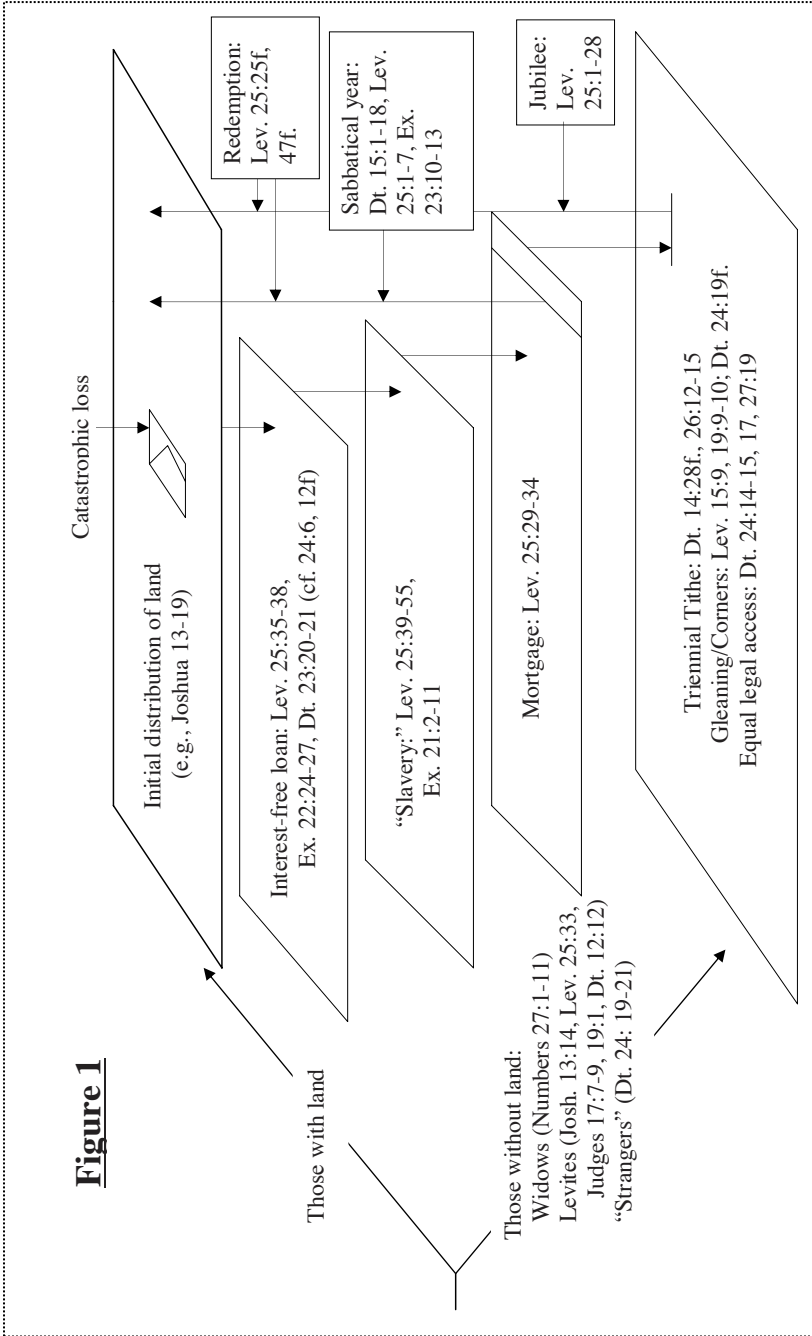 Figure 1
Catastrophic loss
Redemption:
Lev. 25:25f,
47f.
Sabbatical year:
Dt. 15:1-18, Lev.
25:1-7, Ex.
23:10-13
Jubilee:
Lev.
25:1-28
Initial distribution of land
(e.g., Joshua 13-19)
Those with land
Interest-free loan: Lev. 25:35-38,
Ex. 22:24-27, Dt. 23:20-21 (cf. 24:6, 12f)
“Slavery:” Lev. 25:39-55,
Ex. 21:2-11
Mortgage: Lev. 25:29-34
Those without land:
Widows (Numbers 27:1-11)
Levites (Josh. 13:14, Lev. 25:33,
Judges 17:7-9, 19:1, Dt. 12:12)
“Strangers” (Dt. 24: 19-21)
Triennial Tithe: Dt. 14:28f., 26:12-15
Gleaning/Corners: Lev. 15:9, 19:9-10; Dt. 24:19f.
Equal legal access: Dt. 24:14-15, 17, 27:19